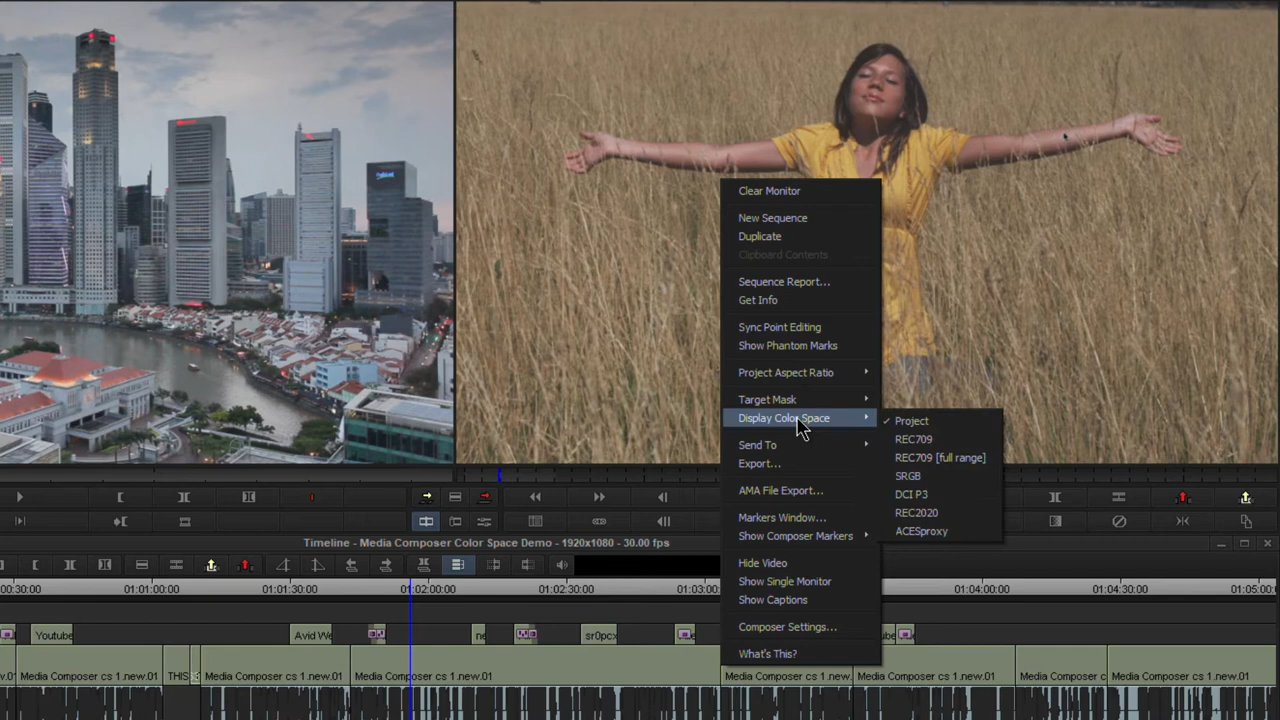 Clear Monitor
New Sequence
Duplicate
Clipboard Contents
Sequence Report...
Get Info
Sync Point Editing
Show Phantom Marks
Project Aspect Ratio
Target Mask
Display Color Space
Send To
Export...
AMA File Export...
Markers Window...
Show Composer Markers
Hide Video
Show Single Monitor
Show Captions
Composer Settings...
What's This?
✓ Project
REC709
REC709 [full range]
SRGB
DCI P3
REC2020
ACESproxy
Timeline - Media Composer Color Space Demo - 1920x1080 - 30.00 fps
00:30:00 01:01:00:00 01:01:30:00 01:02:00:00 01:02:30:00 01:03:00 01:04:00:00 01:04:30:00 01:05:00
Youtube Avid We ne sr0pc
v.01 Media Composer cs 1.new.01 THIS Media Composer cs 1.new.01 Media Composer cs 1.new.01 Media Composer cs 1.new. Media Composer cs 1.new.01 Media Composer cs 1 Media Composer cs 1.new.01